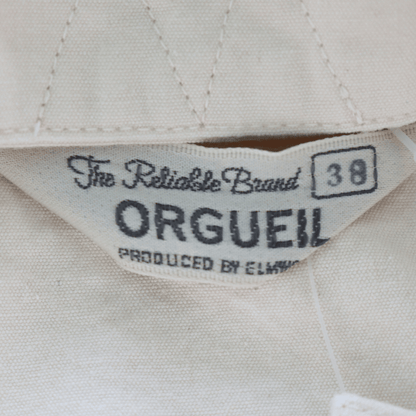 The Reliable Brand 38
ORGUEIL
PRODUCED BY